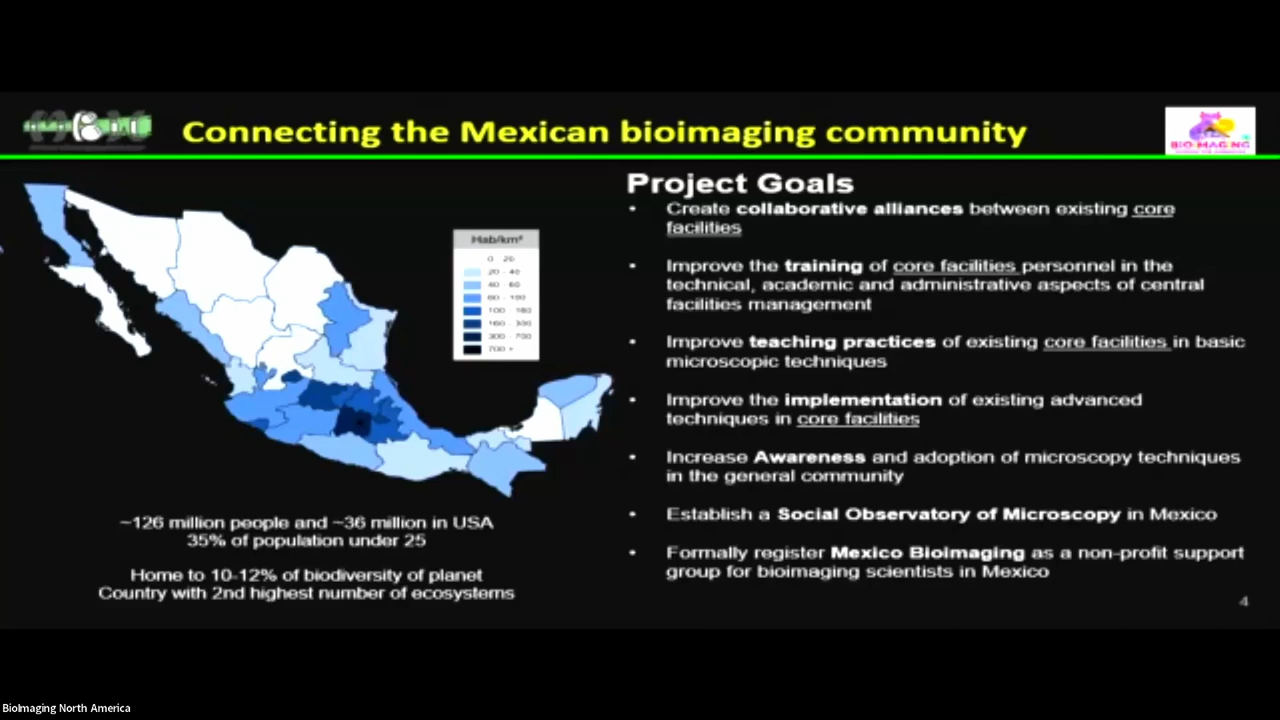 Connecting the Mexican bioimaging community
BIO MAG NG
Hab/km²
0 - 20
20 - 40
40 - 60
60 - 100
100 - 160
160 - 300
300 - 700
700 +
~126 million people and ~36 million in USA
35% of population under 25
Home to 10-12% of biodiversity of planet
Country with 2nd highest number of ecosystems
Project Goals
• Create collaborative alliances between existing core
facilities
• Improve the training of core facilities personnel in the
technical, academic and administrative aspects of central
facilities management
• Improve teaching practices of existing core facilities in basic
microscopic techniques
• Improve the implementation of existing advanced
techniques in core facilities
• Increase Awareness and adoption of microscopy techniques
in the general community
• Establish a Social Observatory of Microscopy in Mexico
• Formally register Mexico Bioimaging as a non-profit support
group for bioimaging scientists in Mexico
4
BioImaging North America